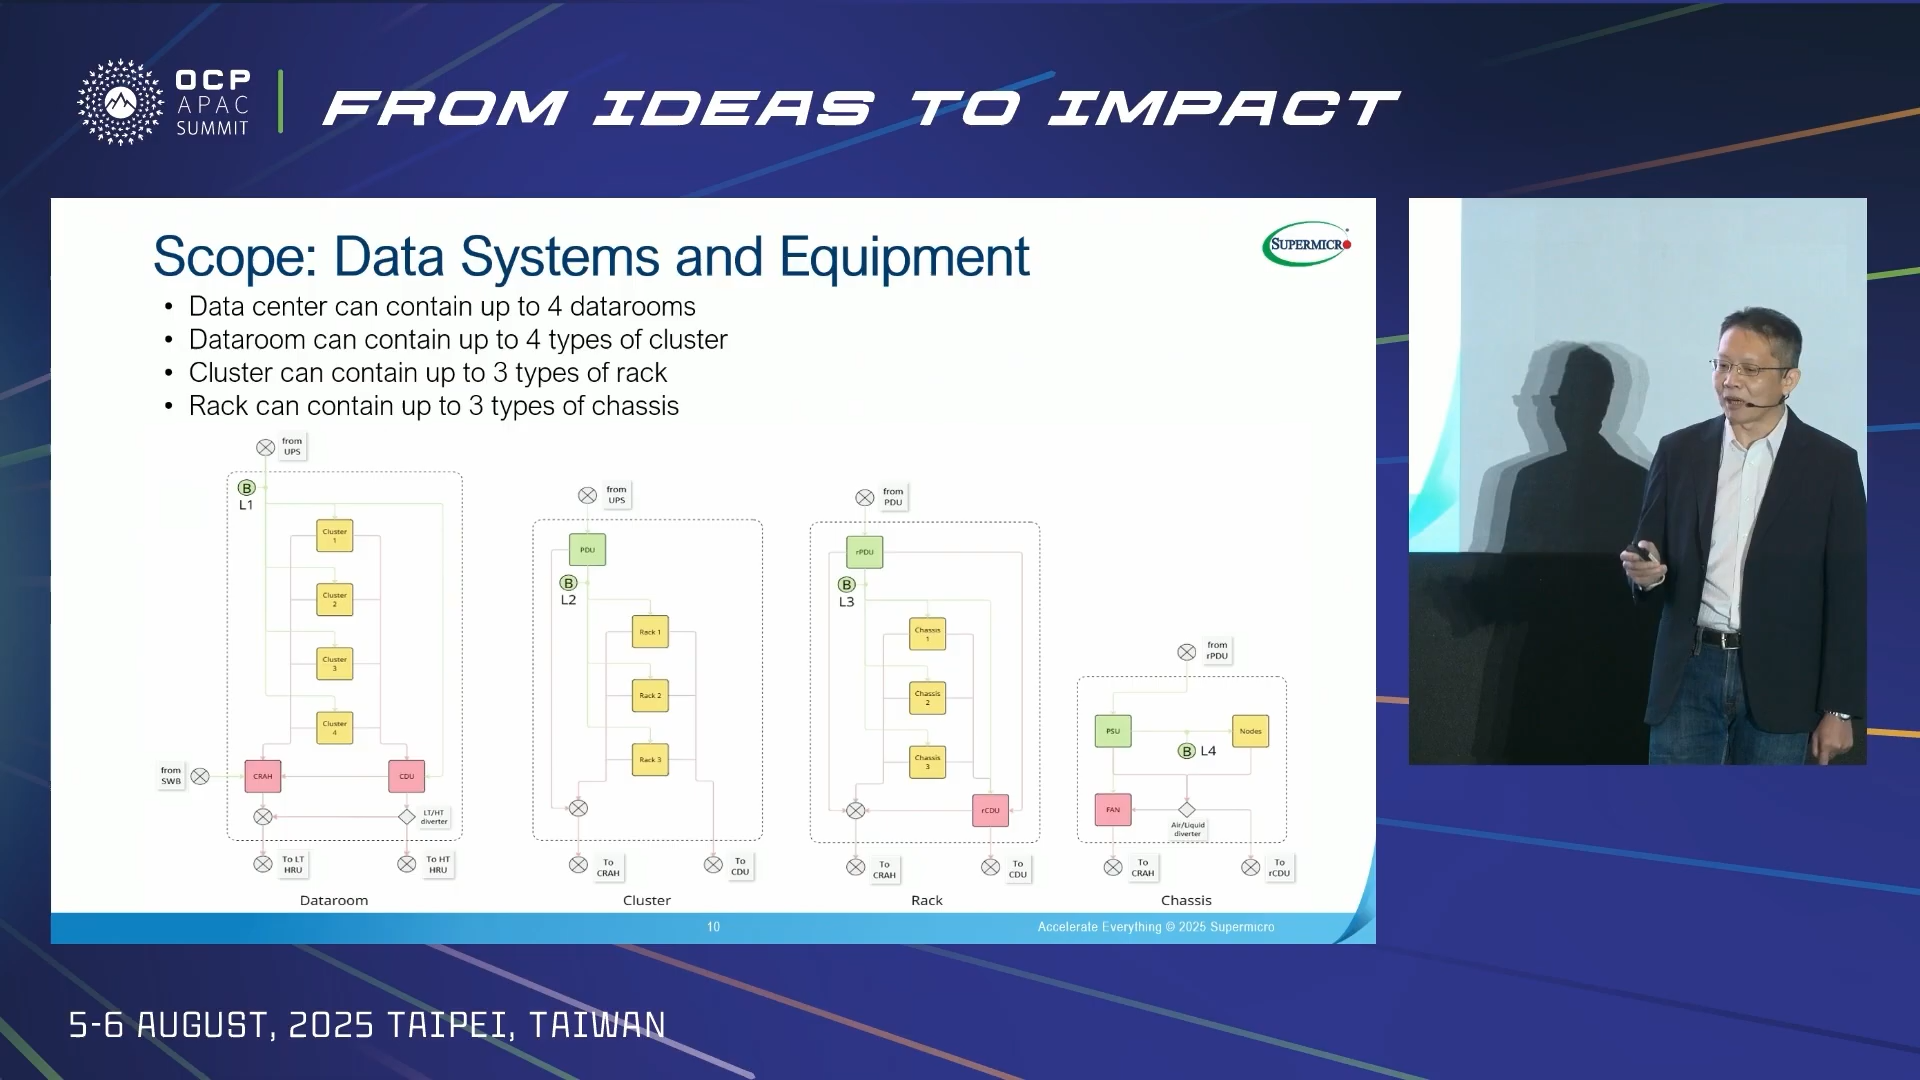 OCP
APAC
SUMMIT
FROM IDEAS TO IMPACT
Scope: Data Systems and Equipment
SUPERMICRO
• Data center can contain up to 4 datarooms
• Dataroom can contain up to 4 types of cluster
• Cluster can contain up to 3 types of rack
• Rack can contain up to 3 types of chassis
from
UPS
B
L1
Cluster
1
Cluster
2
Cluster
3
Cluster
4
from
SWB
CRAH
CDU
LT/HT
diverter
To LT
HRU
To HT
HRU
Dataroom
from
UPS
PDU
B
L2
Rack 1
Rack 2
Rack 3
To
CRAH
To
CDU
Cluster
from
PDU
rPDU
B
L3
Chassis
1
Chassis
2
Chassis
3
rCDU
To
CRAH
To
CDU
Rack
from
rPDU
PSU
Nodes
B L4
FAN
Air/Liquid
diverter
To
CRAH
To
rCDU
Chassis
10
Accelerate Everything © 2025 Supermicro
5-6 AUGUST, 2025 TAIPEI, TAIWAN